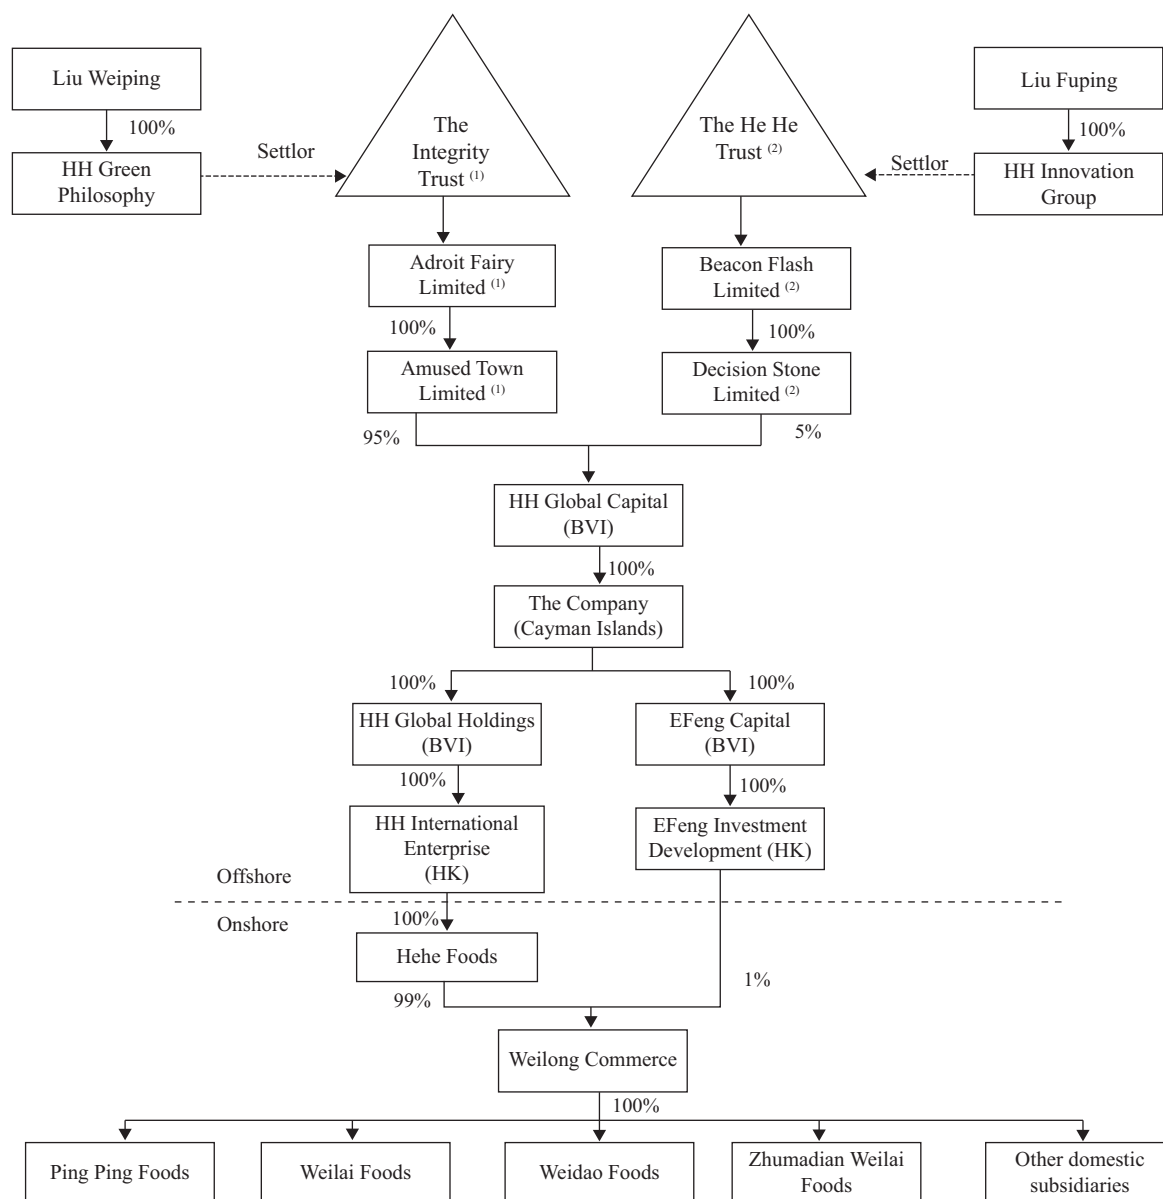 Liu Weiping
100%
HH Green
Philosophy
Settlor
The
Integrity
Trust (1)
The He He
Trust (2)
Liu Fuping
100%
HH Innovation
Group
Settlor
Adroit Fairy
Limited (1)
100%
Amused Town
Limited (1)
95%
Beacon Flash
Limited (2)
100%
Decision Stone
Limited (2)
5%
HH Global Capital
(BVI)
100%
The Company
(Cayman Islands)
100%
100%
HH Global Holdings
(BVI)
EFeng Capital
(BVI)
100%
100%
HH International
Enterprise
(HK)
EFeng Investment
Development (HK)
Offshore
Onshore
100%
Hehe Foods
99%
1%
Weilong Commerce
100%
Ping Ping Foods
Weilai Foods
Weidao Foods
Zhumadian Weilai
Foods
Other domestic
subsidiaries